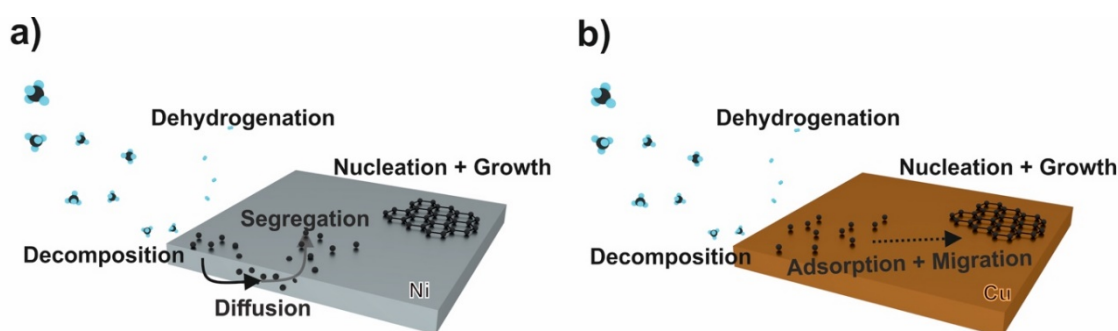 a)
Dehydrogenation
Nucleation + Growth
Segregation
Decomposition
Diffusion
Ni
b)
Dehydrogenation
Nucleation + Growth
Decomposition
Adsorption + Migration
Cu